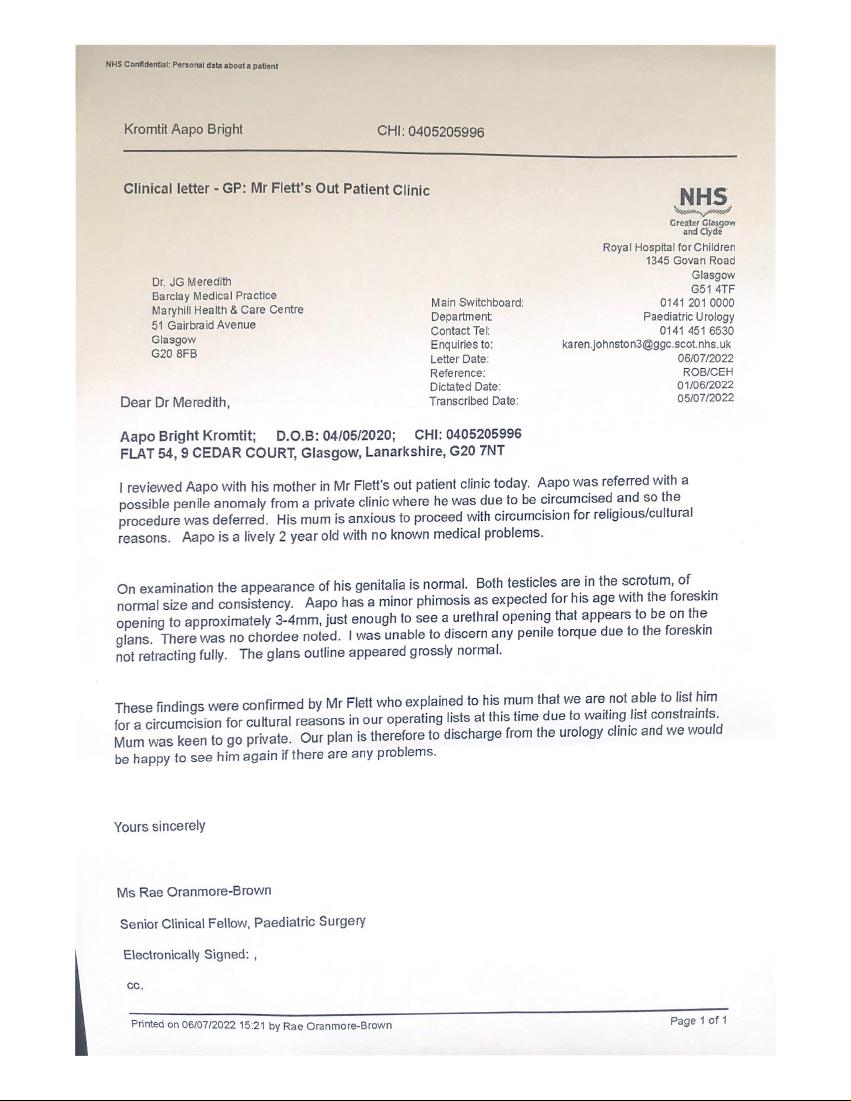 NHS Confidential: Personal data about a patient
Kromtit Aapo Bright CHI: 0405205996
Clinical letter - GP: Mr Flett's Out Patient Clinic
NHS
Greater Glasgow
and Clyde
Royal Hospital for Children
1345 Govan Road
Glasgow
G51 4TF
Dr. JG Meredith
Barclay Medical Practice
Maryhill Health & Care Centre
51 Gairbraid Avenue
Glasgow
G20 8FB
Main Switchboard: 0141 201 0000
Department: Paediatric Urology
Contact Tel: 0141 451 6530
Enquiries to: karen.johnston3@ggc.scot.nhs.uk
Letter Date: 06/07/2022
Reference: ROB/CEH
Dictated Date: 01/06/2022
Transcribed Date: 05/07/2022
Dear Dr Meredith,
Aapo Bright Kromtit; D.O.B: 04/05/2020; CHI: 0405205996
FLAT 54, 9 CEDAR COURT, Glasgow, Lanarkshire, G20 7NT
I reviewed Aapo with his mother in Mr Flett's out patient clinic today. Aapo was referred with a
possible penile anomaly from a private clinic where he was due to be circumcised and so the
procedure was deferred. His mum is anxious to proceed with circumcision for religious/cultural
reasons. Aapo is a lively 2 year old with no known medical problems.
On examination the appearance of his genitalia is normal. Both testicles are in the scrotum, of
normal size and consistency. Aapo has a minor phimosis as expected for his age with the foreskin
opening to approximately 3-4mm, just enough to see a urethral opening that appears to be on the
glans. There was no chordee noted. I was unable to discern any penile torque due to the foreskin
not retracting fully. The glans outline appeared grossly normal.
These findings were confirmed by Mr Flett who explained to his mum that we are not able to list him
for a circumcision for cultural reasons in our operating lists at this time due to waiting list constraints.
Mum was keen to go private. Our plan is therefore to discharge from the urology clinic and we would
be happy to see him again if there are any problems.
Yours sincerely
Ms Rae Oranmore-Brown
Senior Clinical Fellow, Paediatric Surgery
Electronically Signed: ,
cc.
Printed on 06/07/2022 15:21 by Rae Oranmore-Brown Page 1 of 1